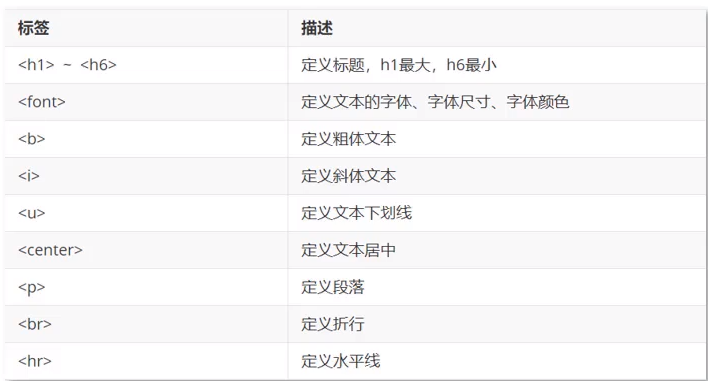 标签 描述
<h1> ~ <h6> 定义标题，h1最大，h6最小
<font> 定义文本的字体、字体尺寸、字体颜色
<b> 定义粗体文本
<i> 定义斜体文本
<u> 定义文本下划线
<center> 定义文本居中
<p> 定义段落
<br> 定义折行
<hr> 定义水平线